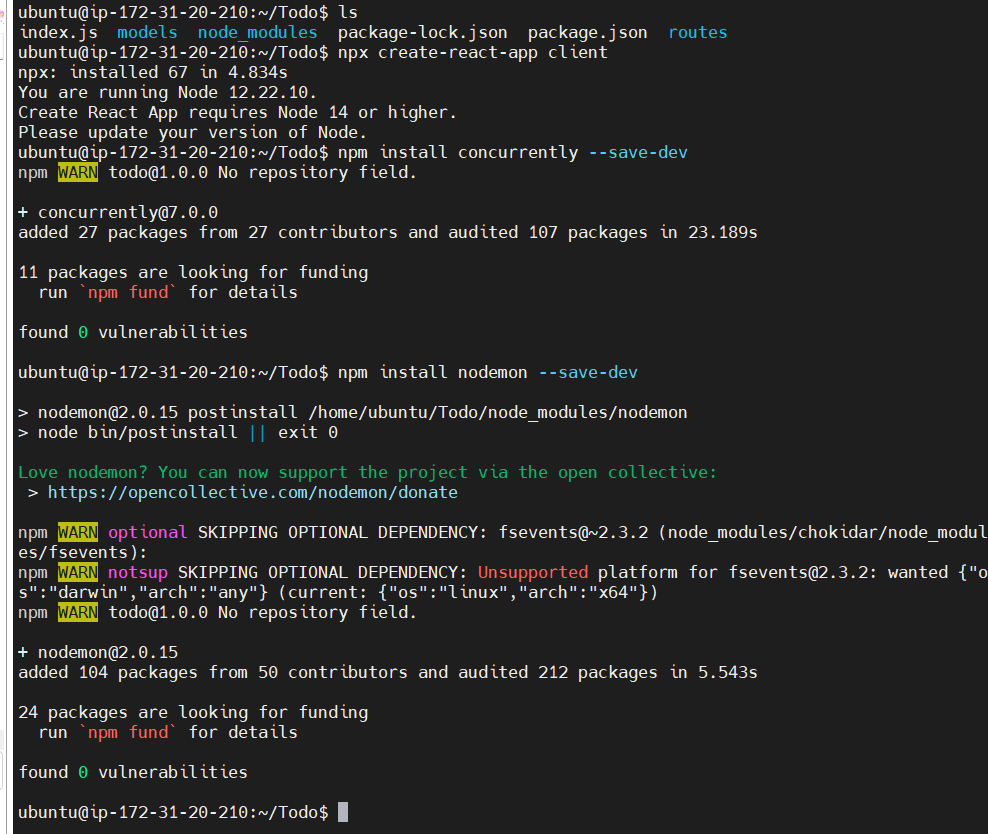 ubuntu@ip-172-31-20-210:~/Todo$ ls
index.js  models  node_modules  package-lock.json  package.json  routes
ubuntu@ip-172-31-20-210:~/Todo$ npx create-react-app client
npx: installed 67 in 4.834s
You are running Node 12.22.10.
Create React App requires Node 14 or higher.
Please update your version of Node.
ubuntu@ip-172-31-20-210:~/Todo$ npm install concurrently --save-dev
npm WARN todo@1.0.0 No repository field.

+ concurrently@7.0.0
added 27 packages from 27 contributors and audited 107 packages in 23.189s

11 packages are looking for funding
  run `npm fund` for details

found 0 vulnerabilities

ubuntu@ip-172-31-20-210:~/Todo$ npm install nodemon --save-dev

> nodemon@2.0.15 postinstall /home/ubuntu/Todo/node_modules/nodemon
> node bin/postinstall || exit 0

Love nodemon? You can now support the project via the open collective:
 > https://opencollective.com/nodemon/donate

npm WARN optional SKIPPING OPTIONAL DEPENDENCY: fsevents@~2.3.2 (node_modules/chokidar/node_modul
es/fsevents):
npm WARN notsup SKIPPING OPTIONAL DEPENDENCY: Unsupported platform for fsevents@2.3.2: wanted {"o
s":"darwin","arch":"any"} (current: {"os":"linux","arch":"x64"})
npm WARN todo@1.0.0 No repository field.

+ nodemon@2.0.15
added 104 packages from 50 contributors and audited 212 packages in 5.543s

24 packages are looking for funding
  run `npm fund` for details

found 0 vulnerabilities

ubuntu@ip-172-31-20-210:~/Todo$